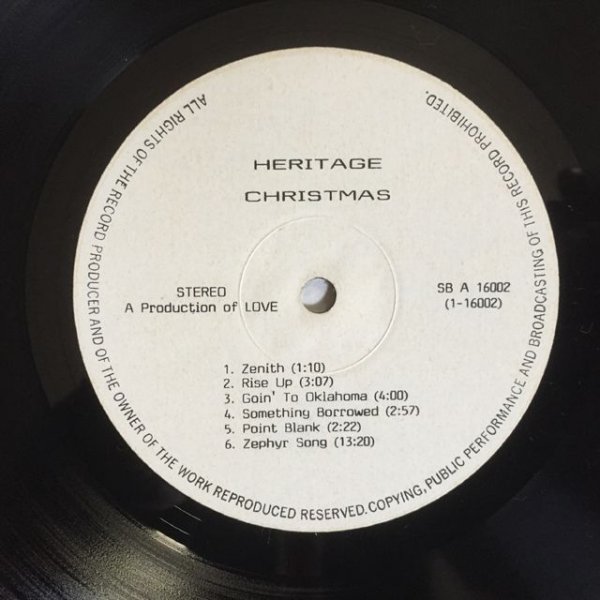 HERITAGE
CHRISTMAS
STEREO
A Production of LOVE
SB A 16002
(1-16002)
1. Zenith (1:10)
2. Rise Up (3:07)
3. Goin' To Oklahoma (4:00)
4. Something Borrowed (2:57)
5. Point Blank (2:22)
6. Zephyr Song (13:20)
ALL RIGHTS OF THE RECORD PRODUCER AND OF THE OWNER OF THE WORK REPRODUCED RESERVED. COPYING, PUBLIC PERFORMANCE AND BROADCASTING OF THIS RECORD PROHIBITED.